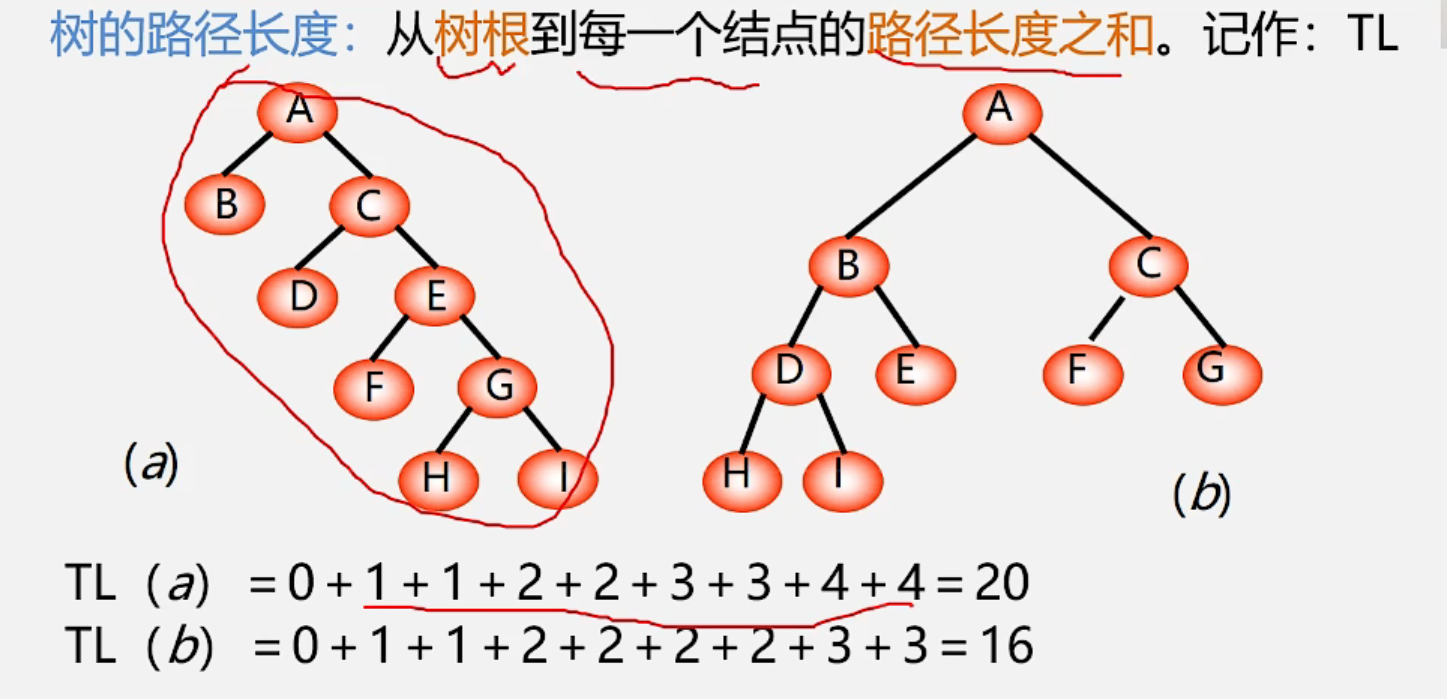 树的路径长度：从树根到每一个结点的路径长度之和。记作：TL
A
A
B
C
B
C
D
E
D
E
F
G
F
G
H
I
H
I
(a)
(b)
TL (a) =0+1+1+2+2+3+3+4+4=20
TL (b) =0+1+1+2+2+2+2+3+3=16